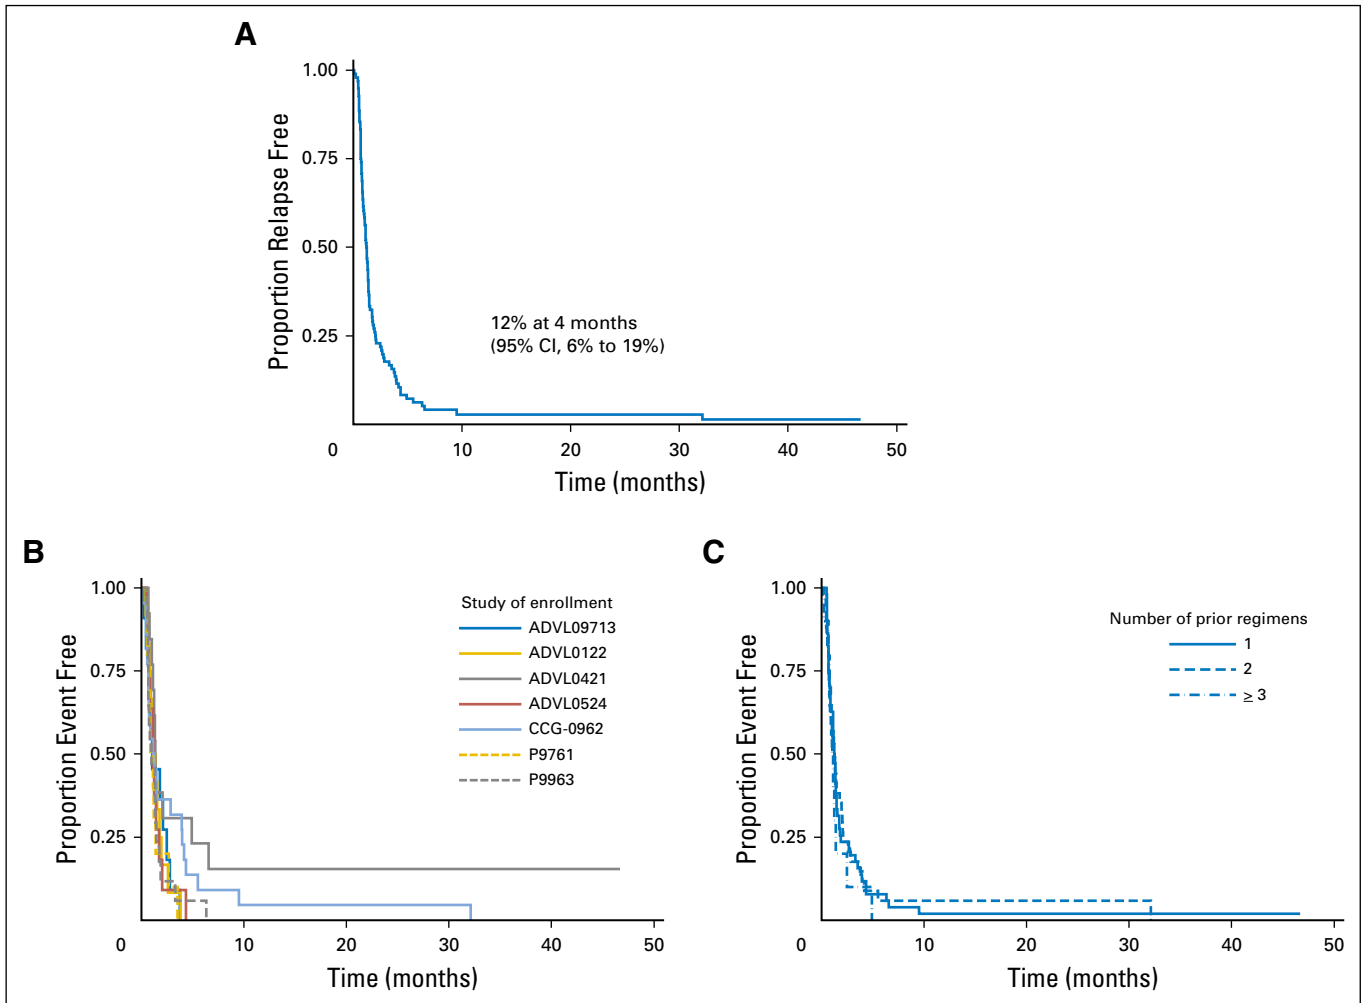 A
Proportion Relapse Free
1.00
0.75
0.50
0.25
12% at 4 months
(95% CI, 6% to 19%)
0 10 20 30 40 50
Time (months)
B
Proportion Event Free
1.00
0.75
0.50
0.25
Study of enrollment
ADVL09713
ADVL0122
ADVL0421
ADVL0524
CCG-0962
P9761
P9963
0 10 20 30 40 50
Time (months)
C
Proportion Event Free
1.00
0.75
0.50
0.25
Number of prior regimens
1
2
≥ 3
0 10 20 30 40 50
Time (months)